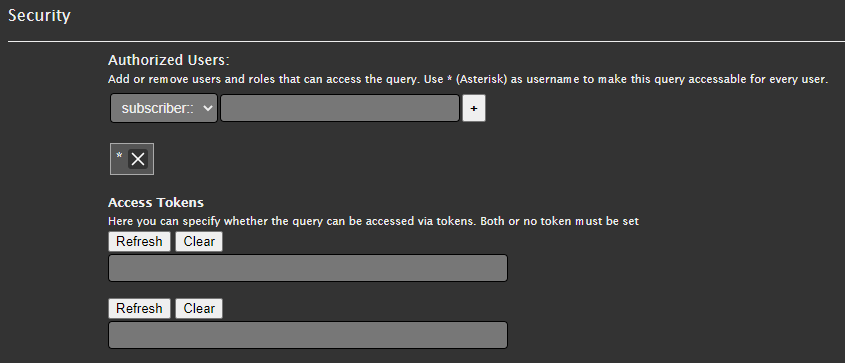 Security
Authorized Users:
Add or remove users and roles that can access the query. Use * (Asterisk) as username to make this query accessable for every user.
subscriber:: +
*
Access Tokens
Here you can specify whether the query can be accessed via tokens. Both or no token must be set
Refresh Clear
Refresh Clear